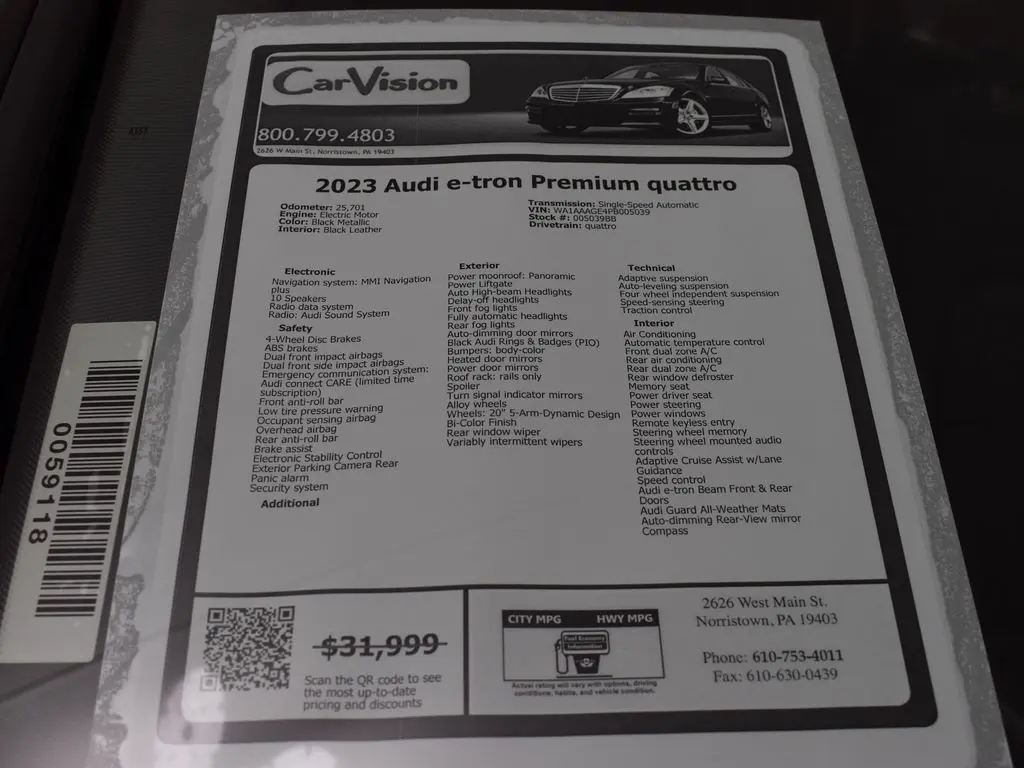 CarVision
800.799.4803
2626 W Main St, Norristown, PA 19403
2023 Audi e-tron Premium quattro
Odometer: 25,701
Engine: Electric Motor
Color: Black Metallic
Interior: Black Leather
Transmission: Single-Speed Automatic
VIN: WA1AAAGE4PB005039
Stock #: 005039BB
Drivetrain: quattro
Electronic
Navigation system: MMI Navigation
plus
10 Speakers
Radio data system
Radio: Audi Sound System
Safety
4-Wheel Disc Brakes
ABS brakes
Dual front impact airbags
Dual front side impact airbags
Emergency communication system:
Audi connect CARE (limited time
subscription)
Front anti-roll bar
Low tire pressure warning
Occupant sensing airbag
Overhead airbag
Rear anti-roll bar
Brake assist
Electronic Stability Control
Exterior Parking Camera Rear
Panic alarm
Security system
Additional
Exterior
Power moonroof: Panoramic
Power Liftgate
Auto High-beam Headlights
Delay-off headlights
Front fog lights
Fully automatic headlights
Rear fog lights
Auto-dimming door mirrors
Black Audi Rings & Badges (PIO)
Bumpers: body-color
Heated door mirrors
Power door mirrors
Roof rack: rails only
Spoiler
Turn signal indicator mirrors
Alloy wheels
Wheels: 20" 5-Arm-Dynamic Design
Bi-Color Finish
Rear window wiper
Variably intermittent wipers
Technical
Adaptive suspension
Auto-leveling suspension
Four wheel independent suspension
Speed-sensing steering
Traction control
Interior
Air Conditioning
Automatic temperature control
Front dual zone A/C
Rear air conditioning
Rear dual zone A/C
Rear window defroster
Memory seat
Power driver seat
Power steering
Power windows
Remote keyless entry
Steering wheel memory
Steering wheel mounted audio
controls
Adaptive Cruise Assist w/Lane
Guidance
Speed control
Audi e-tron Beam Front & Rear
Doors
Audi Guard All-Weather Mats
Auto-dimming Rear-View mirror
Compass
0059118
$31,999
Scan the QR code to see
the most up-to-date
pricing and discounts
CITY MPG
HWY MPG
Fuel Economy
Information
Actual rating will vary with options, driving
conditions, habits, and vehicle condition.
2626 West Main St.
Norristown, PA 19403
Phone: 610-753-4011
Fax: 610-630-0439